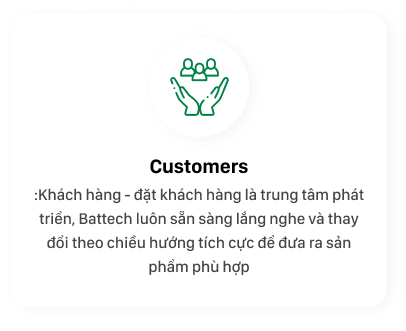 Customers
:Khách hàng - đặt khách hàng là trung tâm phát
triển, Battech luôn sẵn sàng lắng nghe và thay
đổi theo chiều hướng tích cực để đưa ra sản
phẩm phù hợp